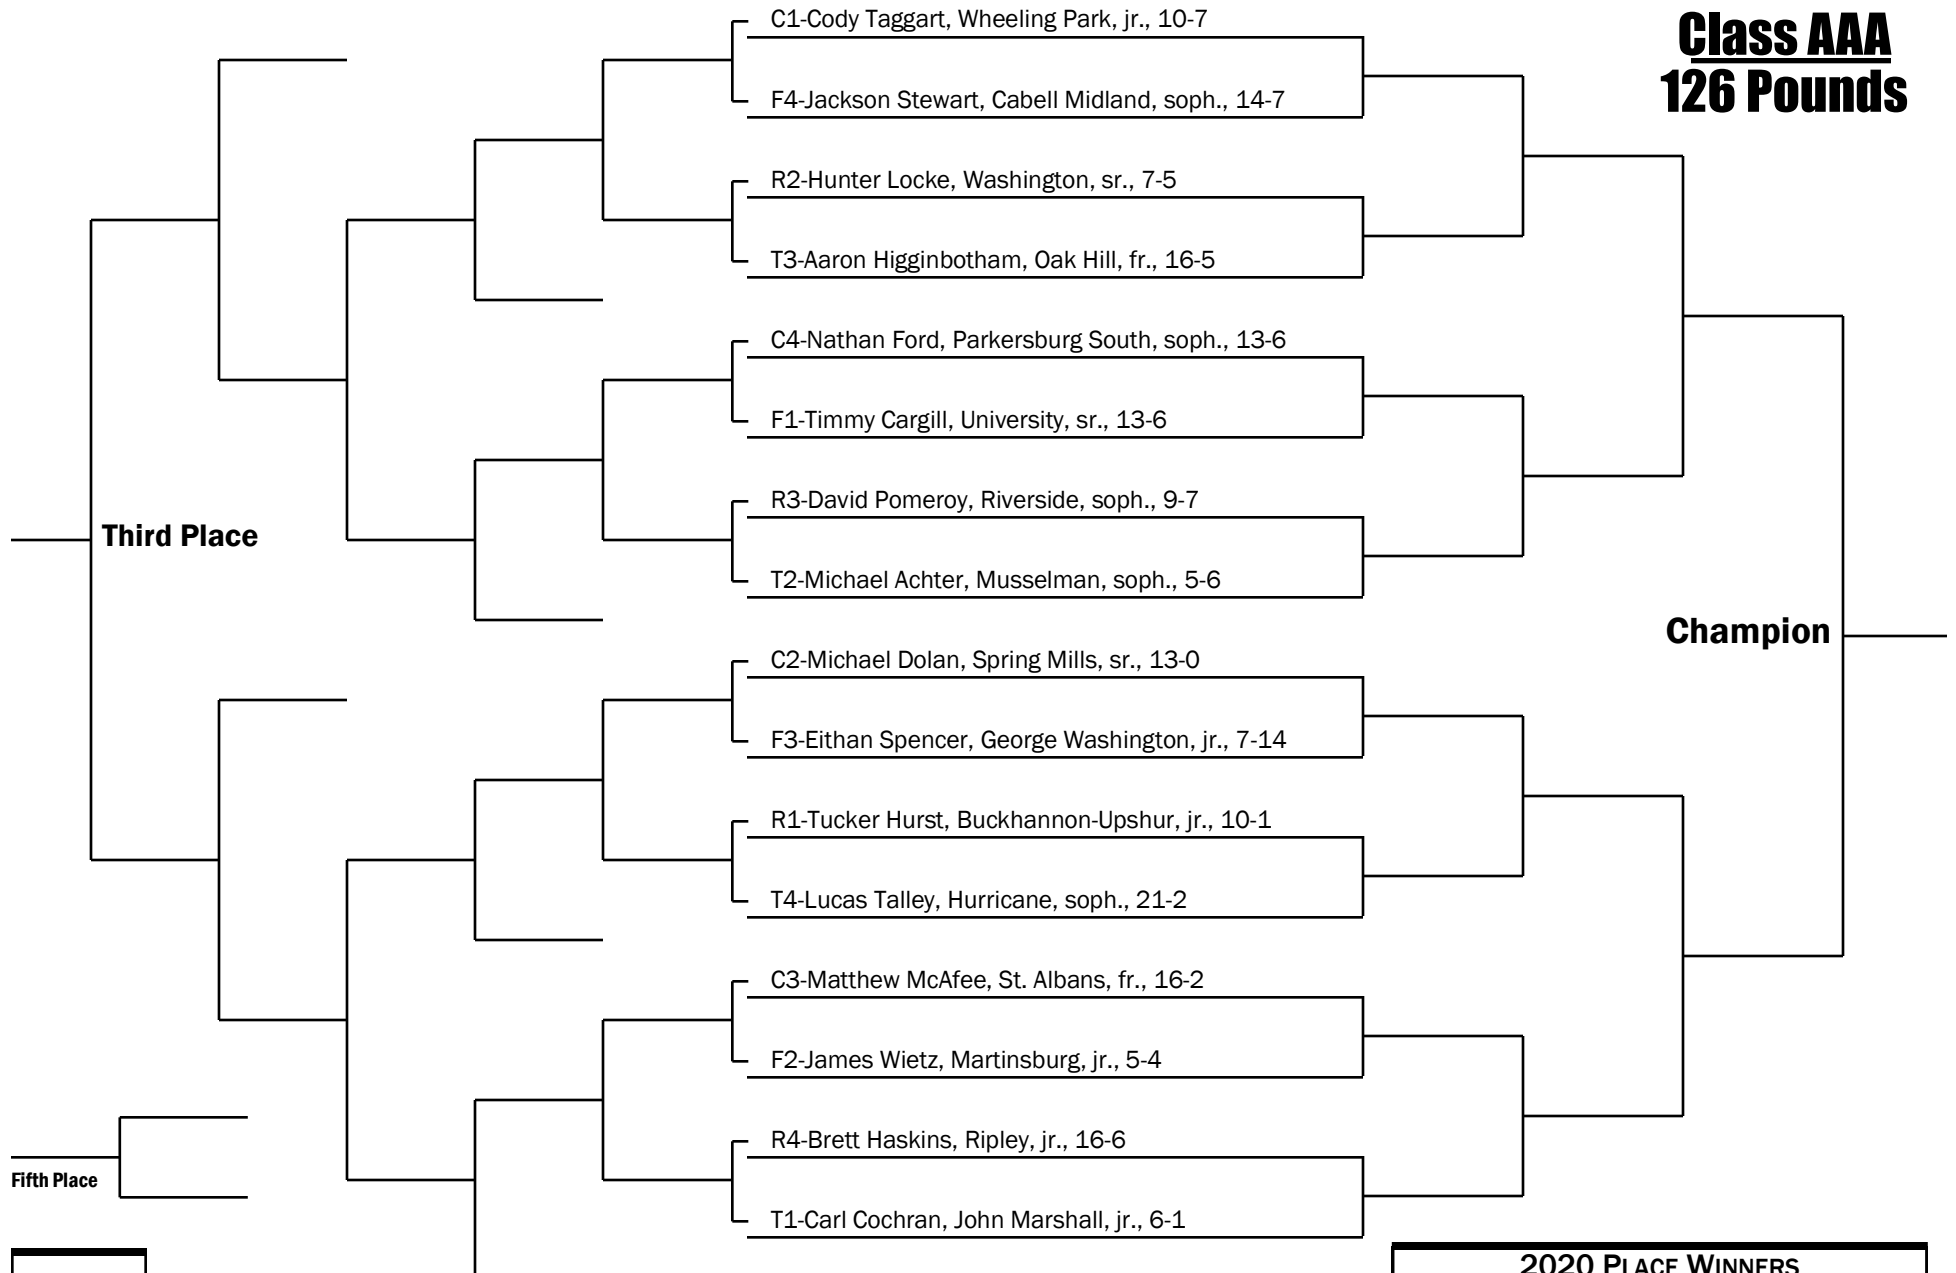 Class AAA
126 Pounds
C1-Cody Taggart, Wheeling Park, jr., 10-7
F4-Jackson Stewart, Cabell Midland, soph., 14-7
R2-Hunter Locke, Washington, sr., 7-5
T3-Aaron Higginbotham, Oak Hill, fr., 16-5
C4-Nathan Ford, Parkersburg South, soph., 13-6
F1-Timmy Cargill, University, sr., 13-6
R3-David Pomeroy, Riverside, soph., 9-7
Third Place
T2-Michael Achter, Musselman, soph., 5-6
Champion
C2-Michael Dolan, Spring Mills, sr., 13-0
F3-Eithan Spencer, George Washington, jr., 7-14
R1-Tucker Hurst, Buckhannon-Upshur, jr., 10-1
T4-Lucas Talley, Hurricane, soph., 21-2
C3-Matthew McAfee, St. Albans, fr., 16-2
F2-James Wietz, Martinsburg, jr., 5-4
R4-Brett Haskins, Ripley, jr., 16-6
Fifth Place
T1-Carl Cochran, John Marshall, jr., 6-1
2020 PLACE WINNERS